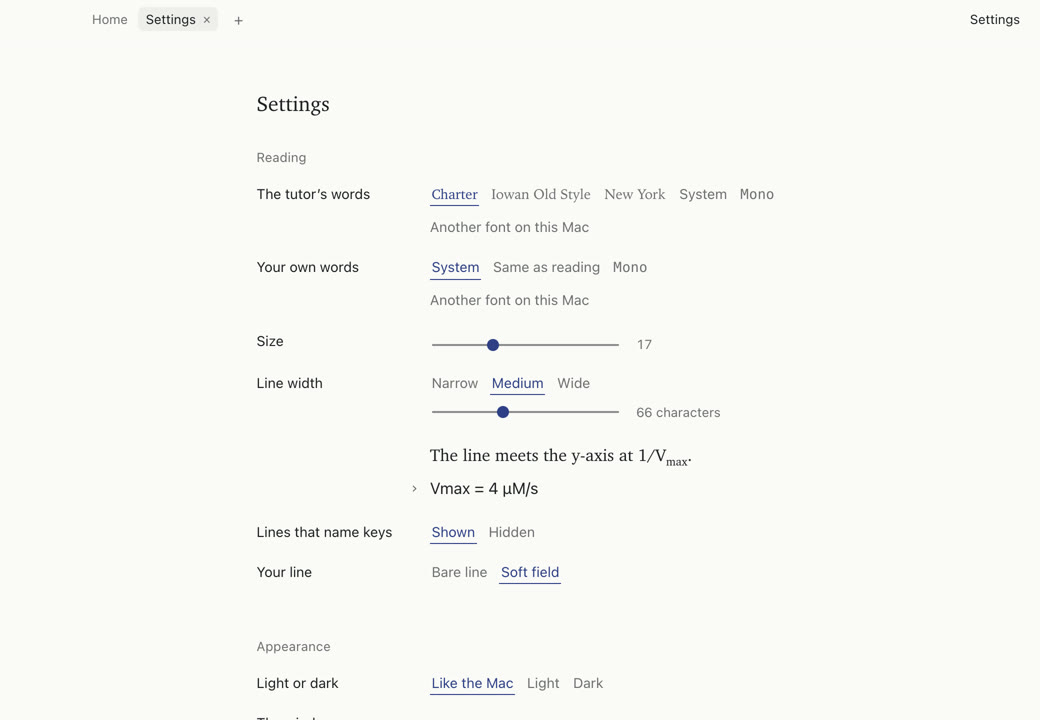 Home Settings × + Settings
Settings
Reading
The tutor’s words Charter Iowan Old Style New York System Mono
Another font on this Mac
Your own words System Same as reading Mono
Another font on this Mac
Size 17
Line width Narrow Medium Wide
66 characters
The line meets the y-axis at 1/Vmax.
› Vmax = 4 µM/s
Lines that name keys Shown Hidden
Your line Bare line Soft field
Appearance
Light or dark Like the Mac Light Dark